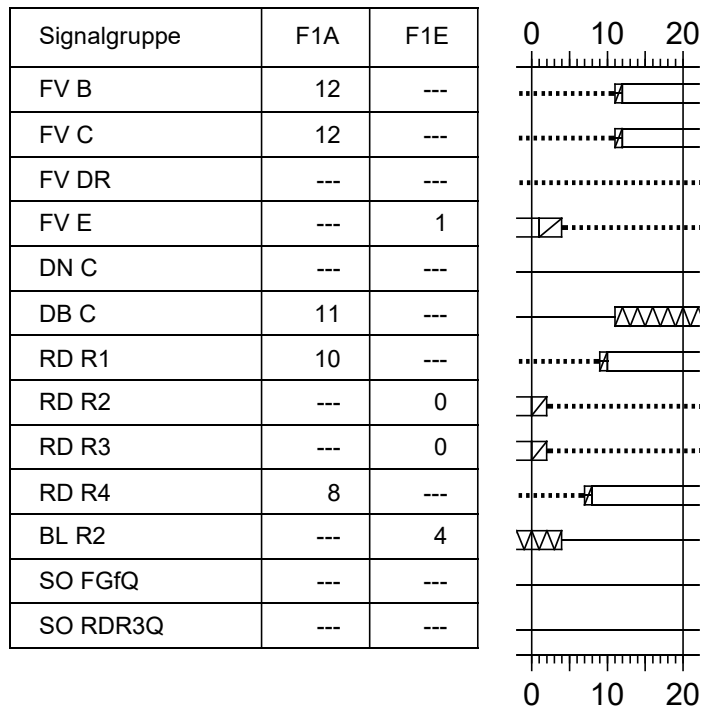 Signalgruppe F1A F1E 0 10 20
FV B 12 ---
FV C 12 ---
FV DR --- ---
FV E --- 1
DN C --- ---
DB C 11 ---
RD R1 10 ---
RD R2 --- 0
RD R3 --- 0
RD R4 8 ---
BL R2 --- 4
SO FGfQ --- ---
SO RDR3Q --- ---
0 10 20